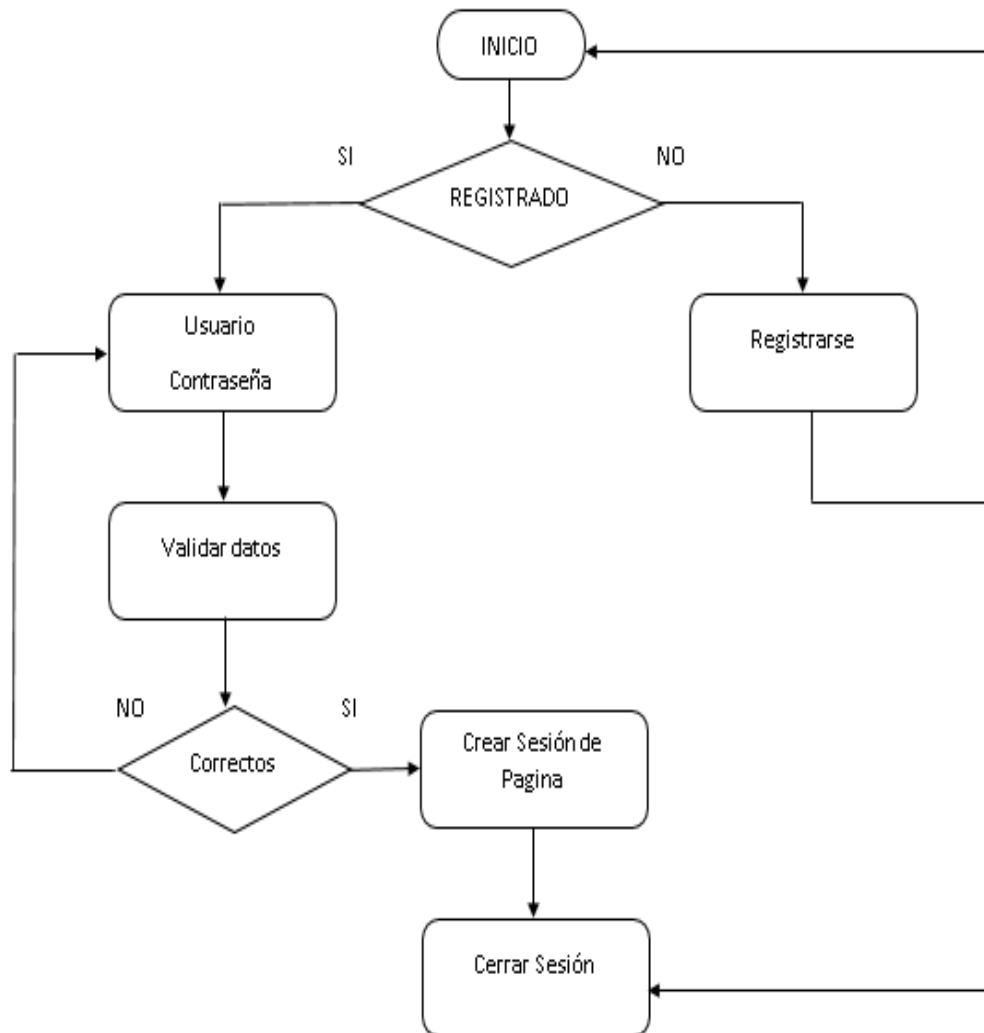 INICIO
SI
NO
REGISTRADO
Usuario
Contraseña
Registrarse
Validar datos
NO
SI
Correctos
Crear Sesión de
Pagina
Cerrar Sesión